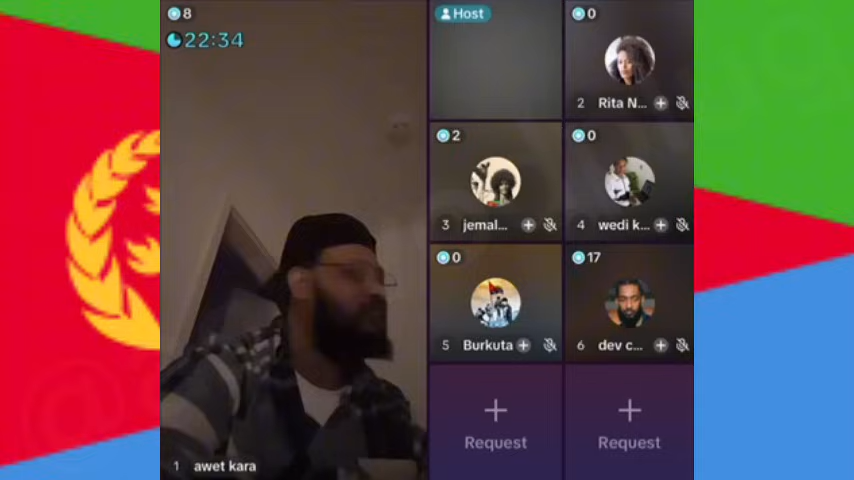 8
22:34
Host
0
2 Rita N...
2
3 jemal...
0
4 wedi k...
0
5 Burkuta
17
6 dev c...
Request
Request
1 awet kara